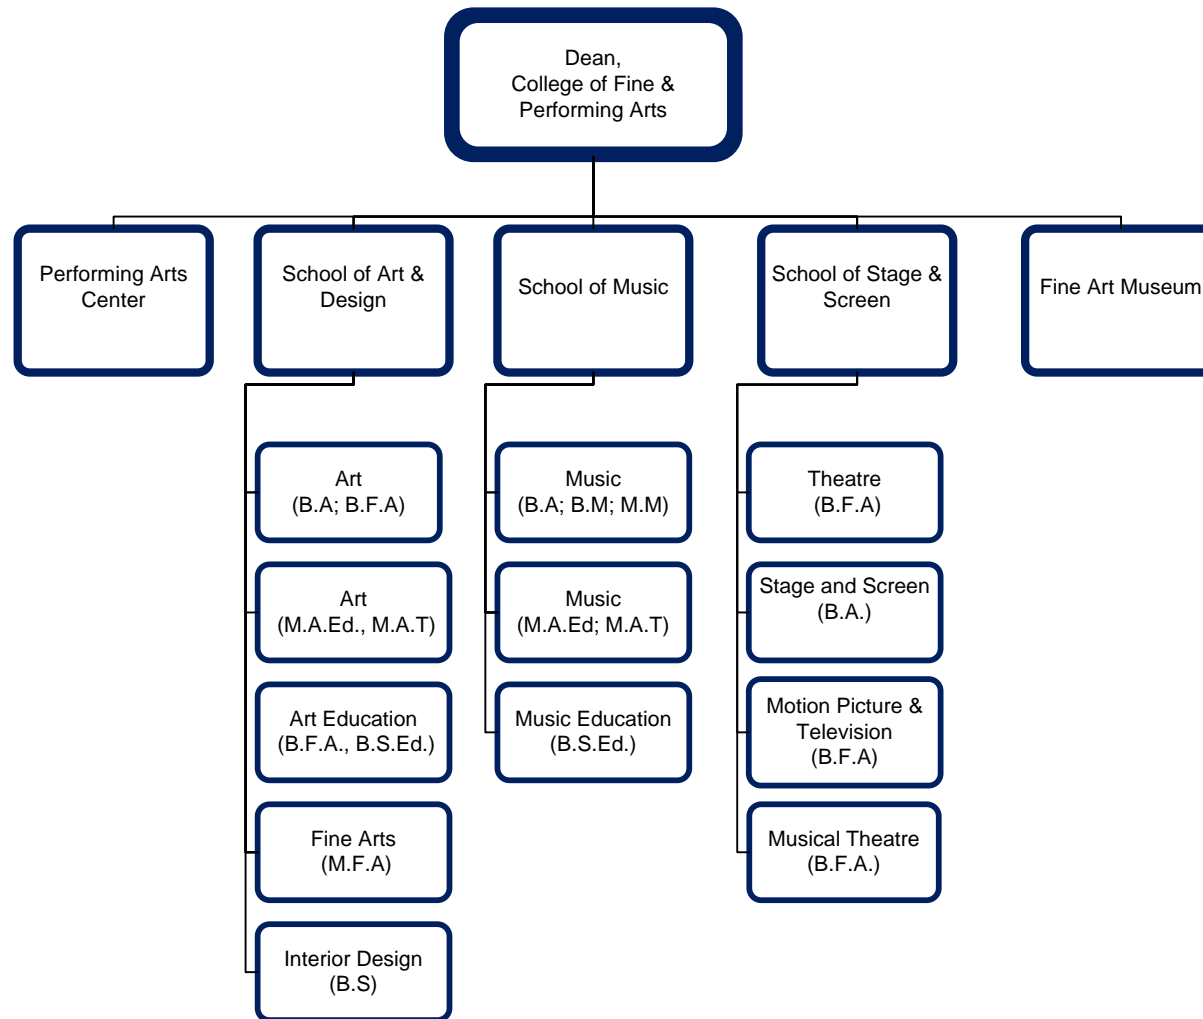 Dean,
College of Fine &
Performing Arts
Performing Arts
Center
School of Art &
Design
School of Music
School of Stage &
Screen
Fine Art Museum
Art
(B.A; B.F.A)
Art
(M.A.Ed., M.A.T)
Art Education
(B.F.A., B.S.Ed.)
Fine Arts
(M.F.A)
Interior Design
(B.S)
Music
(B.A; B.M; M.M)
Music
(M.A.Ed; M.A.T)
Music Education
(B.S.Ed.)
Theatre
(B.F.A)
Stage and Screen
(B.A.)
Motion Picture &
Television
(B.F.A)
Musical Theatre
(B.F.A.)